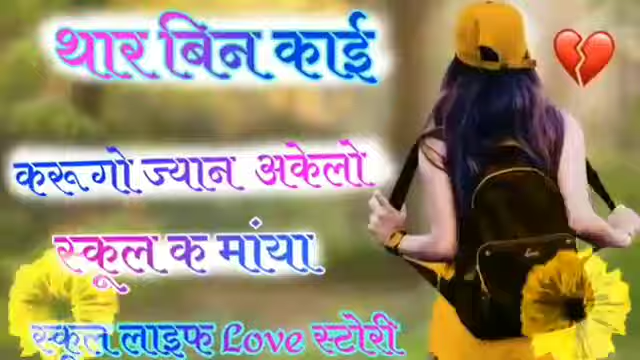 थार बिन काई
करूगो ज्यान अकेलो
स्कूल क मांया
स्कूल लाइफ Love स्टोरी